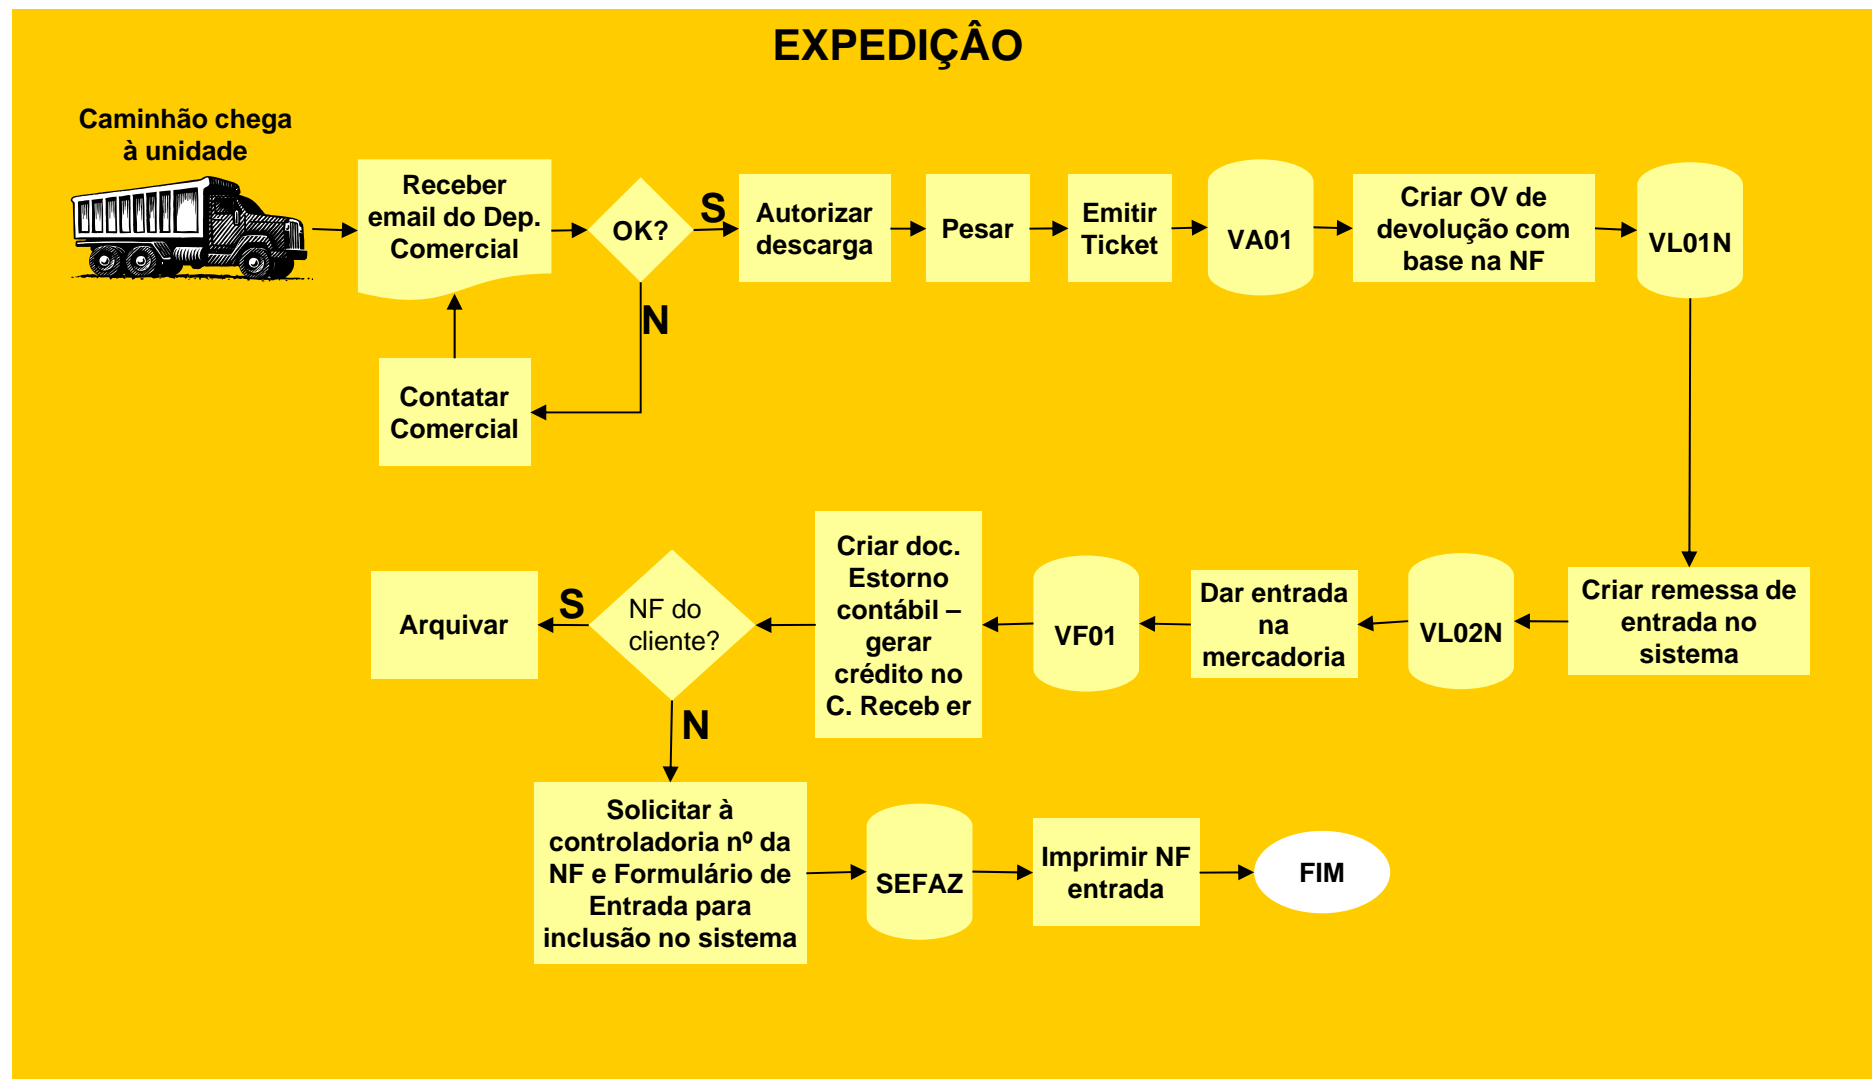 EXPEDIÇÂO
Caminhão chega
à unidade
Receber
email do Dep.
Comercial
OK?
S
N
Contatar
Comercial
Autorizar
descarga
Pesar
Emitir
Ticket
VA01
Criar OV de
devolução com
base na NF
VL01N
Criar remessa de
entrada no
sistema
VL02N
Dar entrada
na
mercadoria
VF01
Criar doc.
Estorno
contábil –
gerar
crédito no
C. Receb er
NF do
cliente?
S
Arquivar
N
Solicitar à
controladoria nº da
NF e Formulário de
Entrada para
inclusão no sistema
SEFAZ
Imprimir NF
entrada
FIM